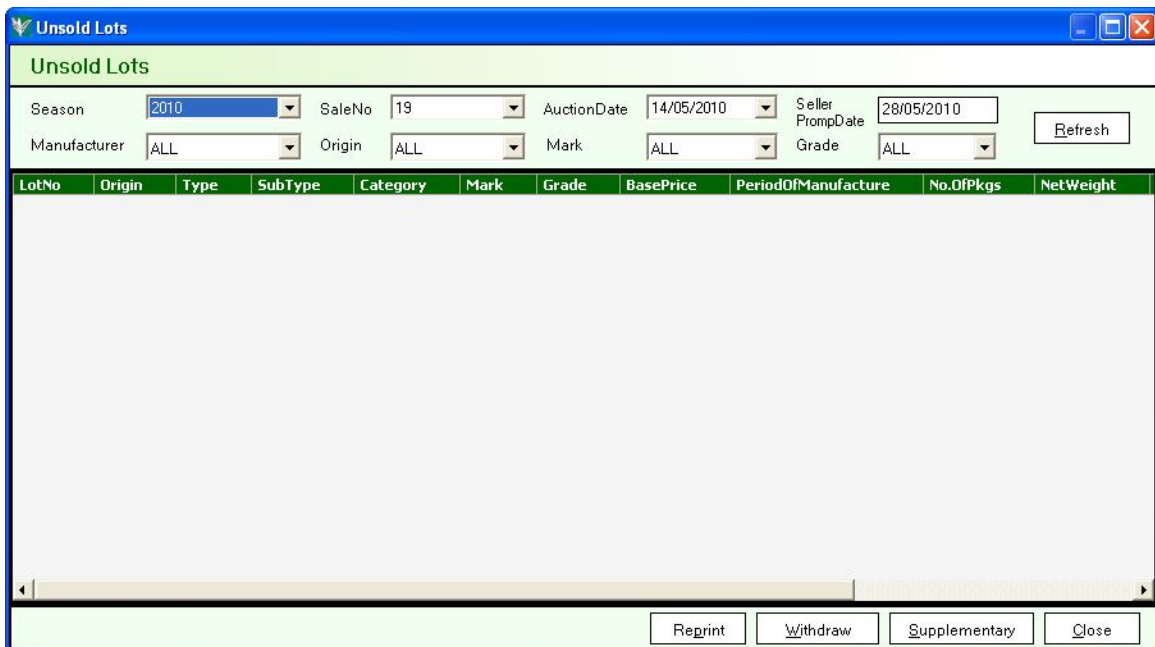 Unsold Lots
Unsold Lots
Season 2010 SaleNo 19 AuctionDate 14/05/2010 Seller PrompDate 28/05/2010 Refresh
Manufacturer ALL Origin ALL Mark ALL Grade ALL
LotNo Origin Type SubType Category Mark Grade BasePrice PeriodOfManufacture No.OfPkgs NetWeight
Reprint Withdraw Supplementary Close